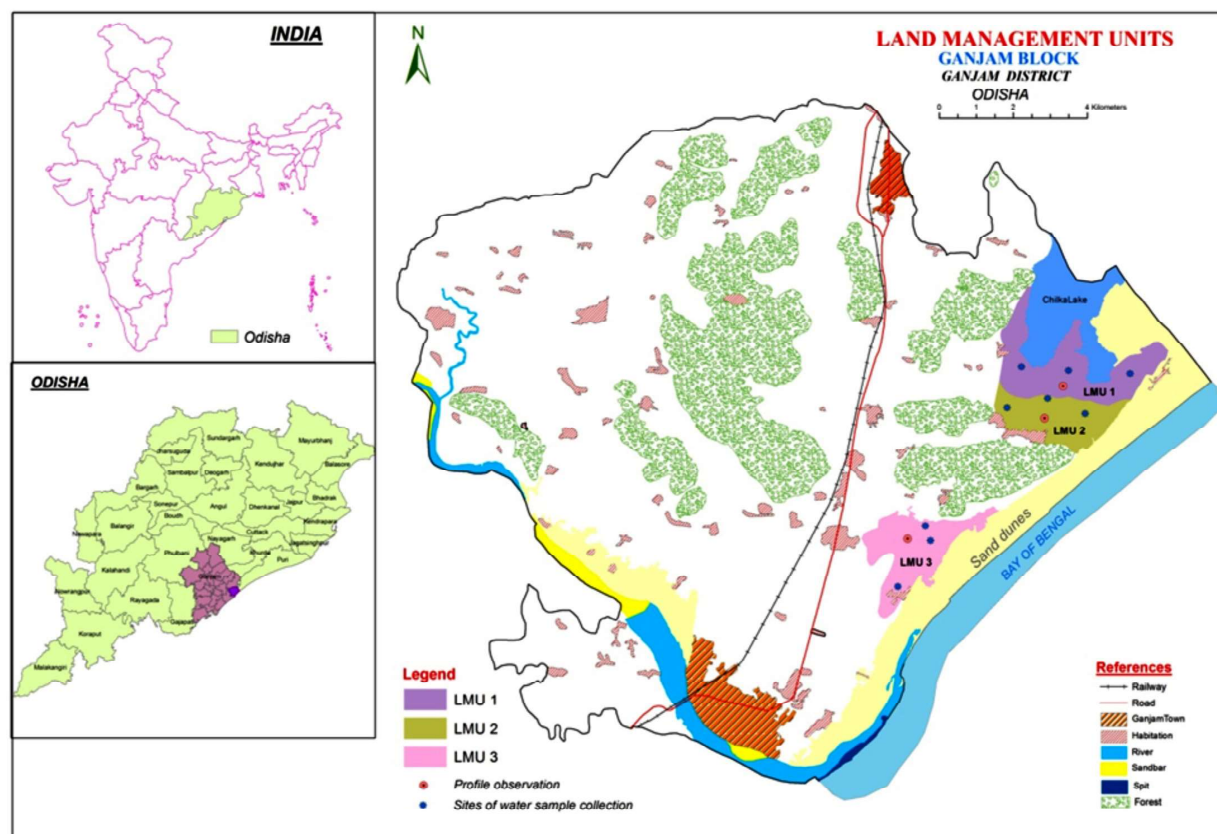 INDIA
Odisha
ODISHA
Sundargarh
Mayurbhanj
Jharsuguda
Sambalpur
Deogarh
Kendujhar
Balasore
Bargarh
Sonepur
Boudh
Angul
Dhenkanal
Jajpur
Bhadrak
Kendrapara
Balangir
Cuttack
Jagatsinghpur
Nayagarh
Khurda
Puri
Phulbani
Kalahandi
Ganjam
Rayagada
Gajapati
Koraput
Malakangiri
N
LAND MANAGEMENT UNITS
GANJAM BLOCK
GANJAM DISTRICT
ODISHA
0 1 2 4 Kilometers
ChilkaLake
LMU 1
LMU 2
LMU 3
Sand dunes
BAY OF BENGAL
Legend
LMU 1
LMU 2
LMU 3
Profile observation
Sites of water sample collection
References
Railway
Road
GanjamTown
Habitation
River
Sandbar
Spit
Forest